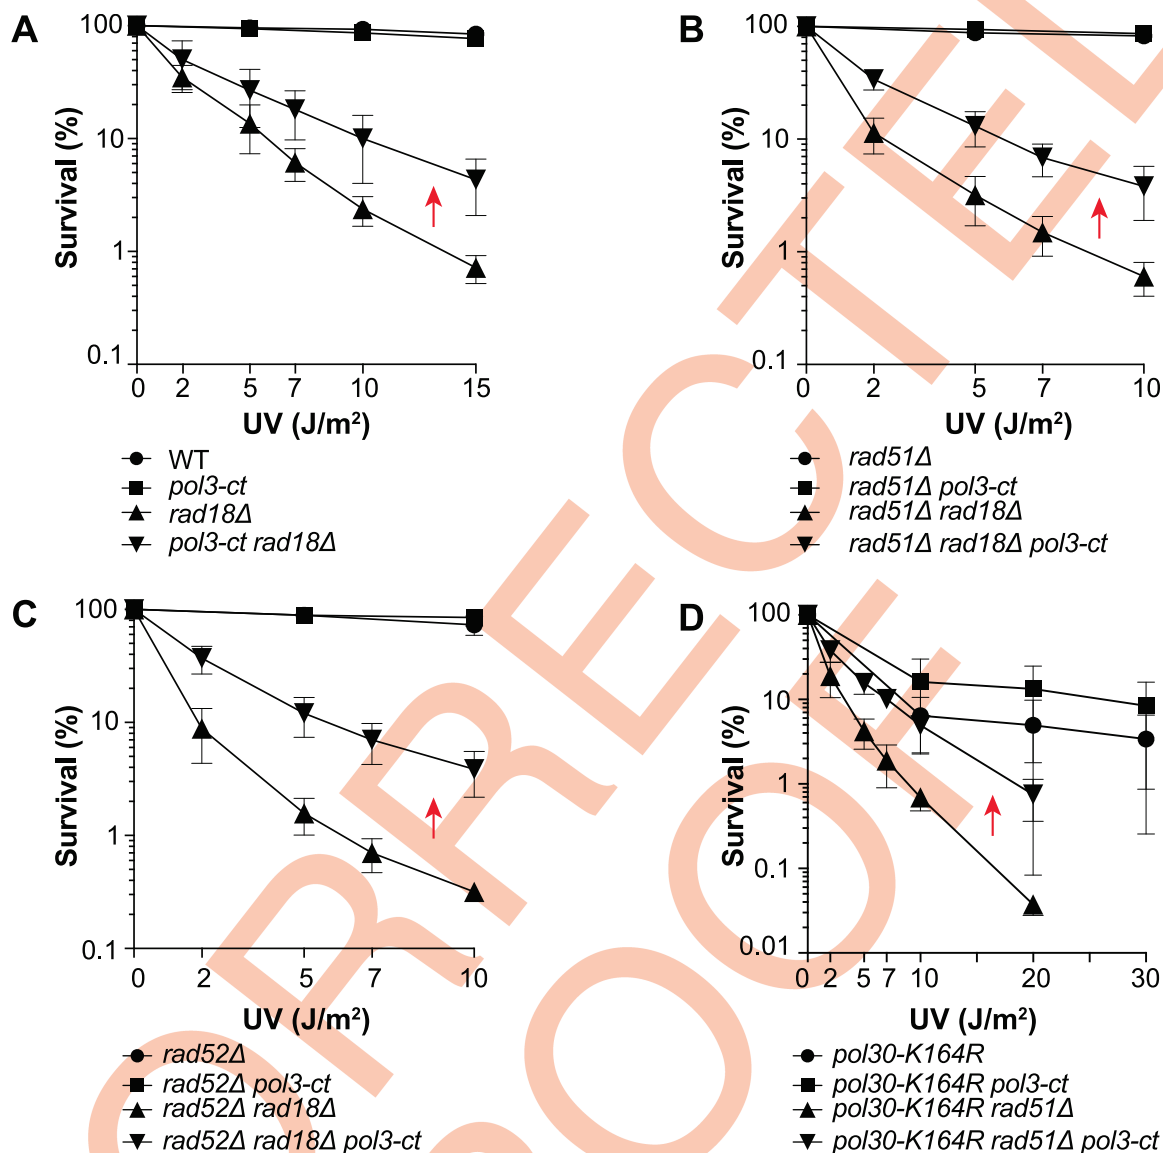 A
100
10
1
0.1
Survival (%)
0 2 5 7 10 15
UV (J/m²)
WT
pol3-ct
rad18Δ
pol3-ct rad18Δ
B
100
10
1
0.1
Survival (%)
0 2 5 7 10
UV (J/m²)
rad51Δ
rad51Δ pol3-ct
rad51Δ rad18Δ
rad51Δ rad18Δ pol3-ct
C
100
10
1
0.1
Survival (%)
0 2 5 7 10
UV (J/m²)
rad52Δ
rad52Δ pol3-ct
rad52Δ rad18Δ
rad52Δ rad18Δ pol3-ct
D
100
10
1
0.1
0.01
Survival (%)
0 2 5 7 10 20 30
UV (J/m²)
pol30-K164R
pol30-K164R pol3-ct
pol30-K164R rad51Δ
pol30-K164R rad51Δ pol3-ct